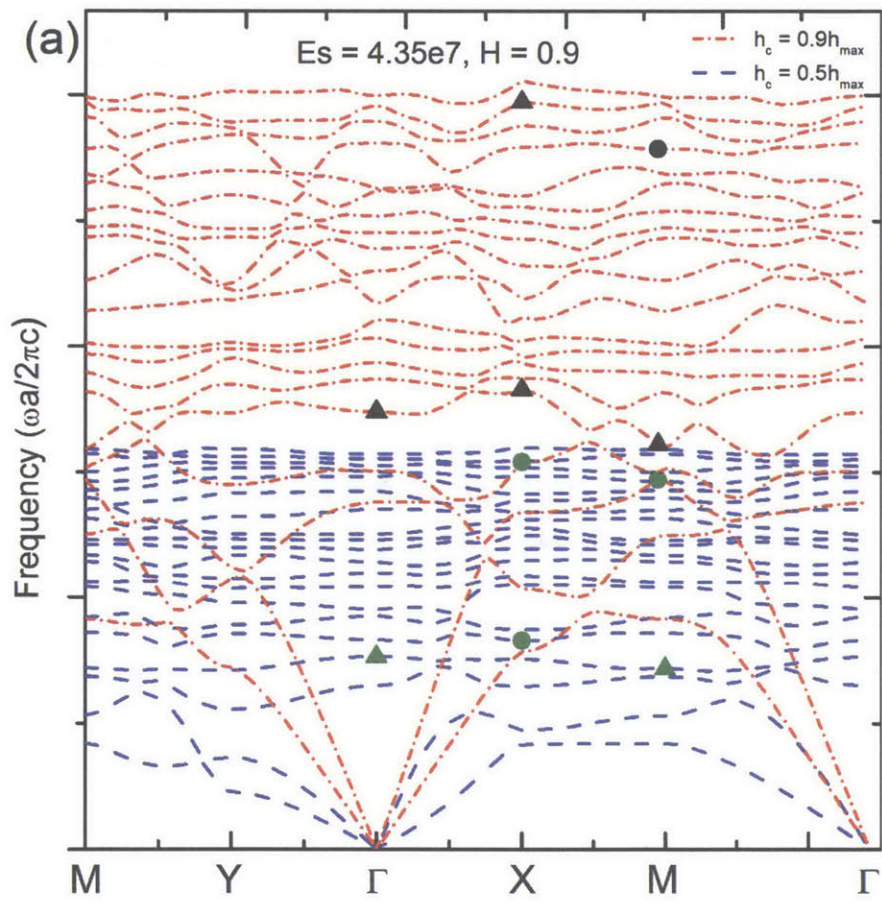 (a)
Es = 4.35e7, H = 0.9
h_c = 0.9h_max
h_c = 0.5h_max
Frequency (ωa/2πc)
M Y Γ X M Γ